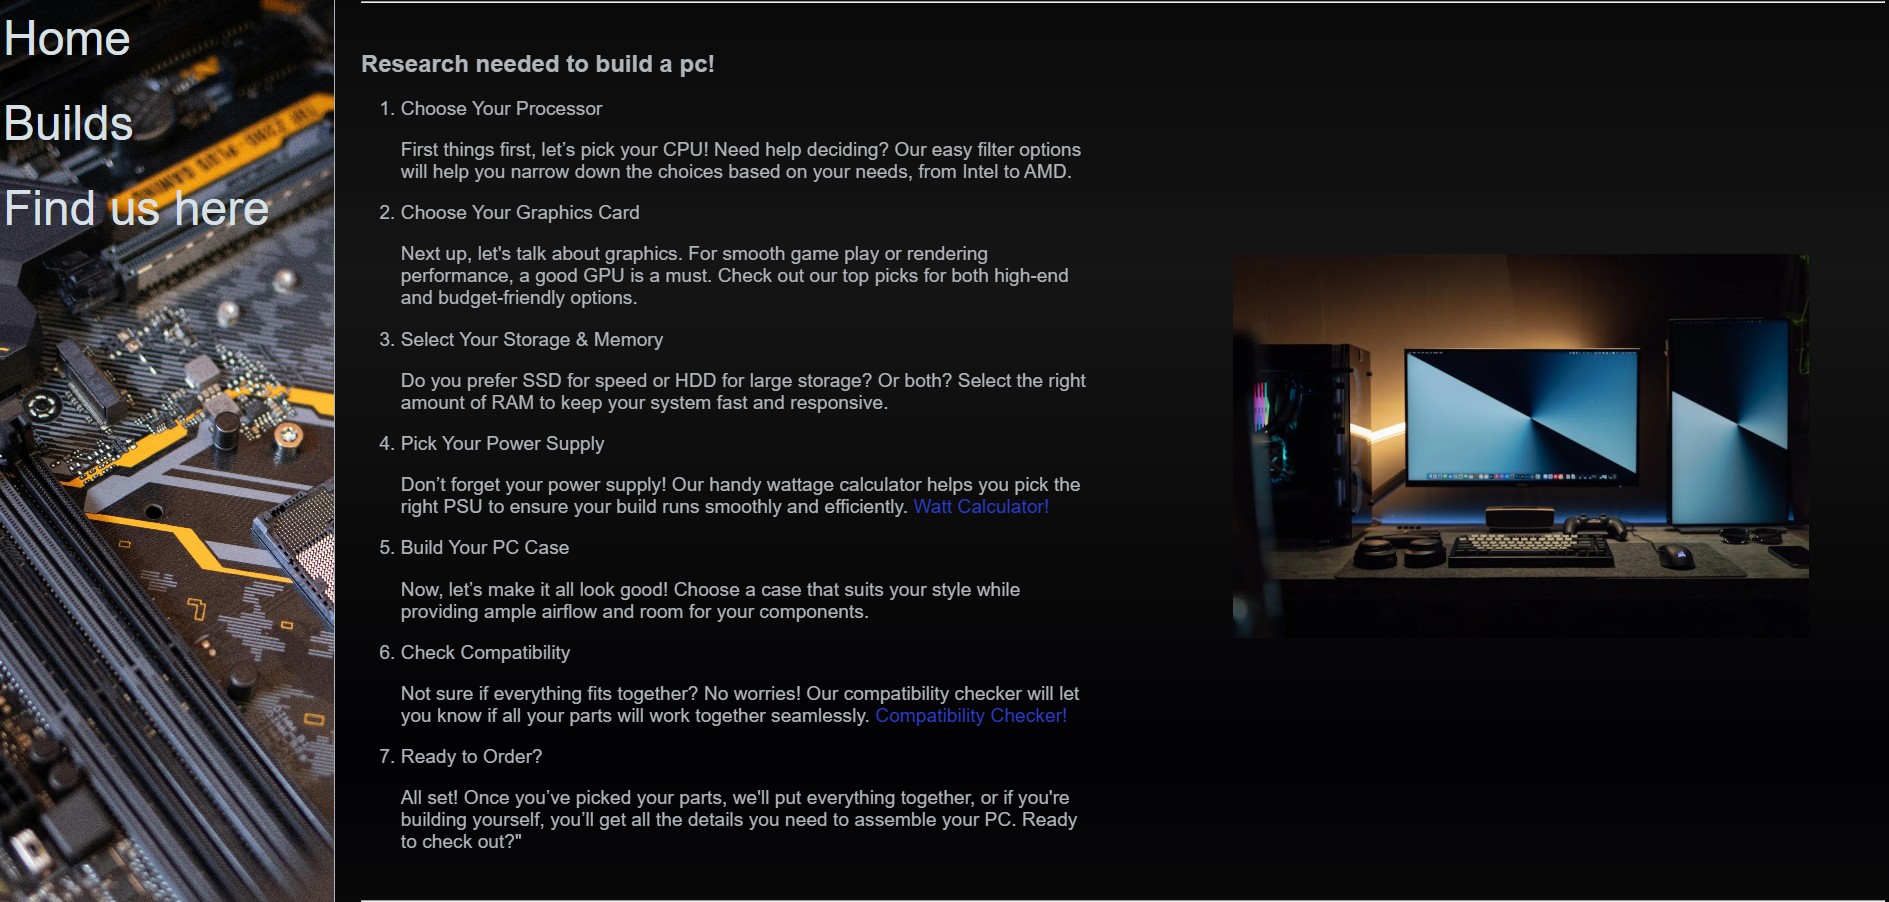 Home
Builds
Find us here
Research needed to build a pc!
1. Choose Your Processor
First things first, let’s pick your CPU! Need help deciding? Our easy filter options
will help you narrow down the choices based on your needs, from Intel to AMD.
2. Choose Your Graphics Card
Next up, let's talk about graphics. For smooth game play or rendering
performance, a good GPU is a must. Check out our top picks for both high-end
and budget-friendly options.
3. Select Your Storage & Memory
Do you prefer SSD for speed or HDD for large storage? Or both? Select the right
amount of RAM to keep your system fast and responsive.
4. Pick Your Power Supply
Don’t forget your power supply! Our handy wattage calculator helps you pick the
right PSU to ensure your build runs smoothly and efficiently. Watt Calculator!
5. Build Your PC Case
Now, let’s make it all look good! Choose a case that suits your style while
providing ample airflow and room for your components.
6. Check Compatibility
Not sure if everything fits together? No worries! Our compatibility checker will let
you know if all your parts will work together seamlessly. Compatibility Checker!
7. Ready to Order?
All set! Once you’ve picked your parts, we'll put everything together, or if you're
building yourself, you’ll get all the details you need to assemble your PC. Ready
to check out?"